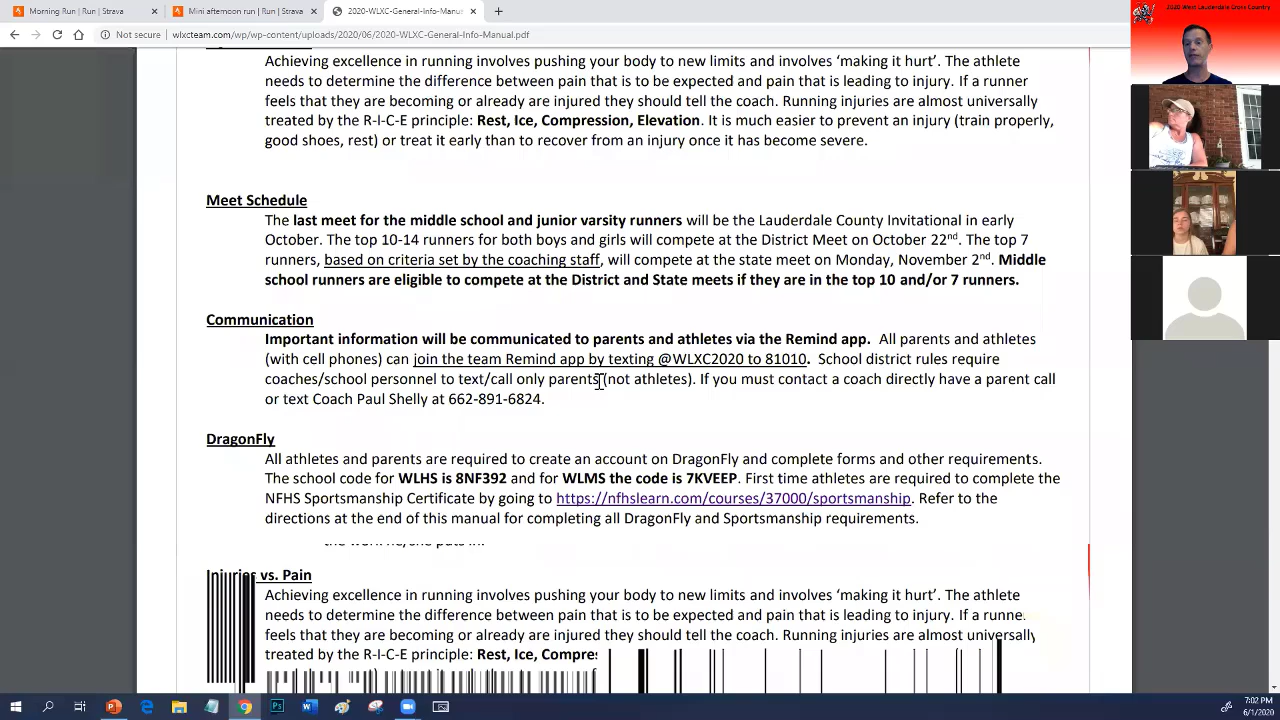 Morning Run | Run | Strava
Mini afternoon run | Run | Strava
2020-WLXC-General-Info-Manua
2020 West Lauderdale Cross Country
Not secure
wlxcteam.com/wp/wp-content/uploads/2020/06/2020-WLXC-General-Info-Manual.pdf
Achieving excellence in running involves pushing your body to new limits and involves ‘making it hurt’. The athlete
needs to determine the difference between pain that is to be expected and pain that is leading to injury. If a runner
feels that they are becoming or already are injured they should tell the coach. Running injuries are almost universally
treated by the R-I-C-E principle: Rest, Ice, Compression, Elevation. It is much easier to prevent an injury (train properly,
good shoes, rest) or treat it early than to recover from an injury once it has become severe.
Meet Schedule
The last meet for the middle school and junior varsity runners will be the Lauderdale County Invitational in early
October. The top 10-14 runners for both boys and girls will compete at the District Meet on October 22nd. The top 7
runners, based on criteria set by the coaching staff, will compete at the state meet on Monday, November 2nd. Middle
school runners are eligible to compete at the District and State meets if they are in the top 10 and/or 7 runners.
Communication
Important information will be communicated to parents and athletes via the Remind app. All parents and athletes
(with cell phones) can join the team Remind app by texting @WLXC2020 to 81010. School district rules require
coaches/school personnel to text/call only parents (not athletes). If you must contact a coach directly have a parent call
or text Coach Paul Shelly at 662-891-6824.
DragonFly
All athletes and parents are required to create an account on DragonFly and complete forms and other requirements.
The school code for WLHS is 8NF392 and for WLMS the code is 7KVEEP. First time athletes are required to complete the
NFHS Sportsmanship Certificate by going to https://nfhslearn.com/courses/37000/sportsmanship. Refer to the
directions at the end of this manual for completing all DragonFly and Sportsmanship requirements.
the work he/she puts in.
Injuries vs. Pain
Achieving excellence in running involves pushing your body to new limits and involves ‘making it hurt’. The athlete
needs to determine the difference between pain that is to be expected and pain that is leading to injury. If a runne
feels that they are becoming or already are injured they should tell the coach. Running injuries are almost universally
treated by the R-I-C-E principle: Rest, Ice, Compres
7:02 PM
6/1/2020